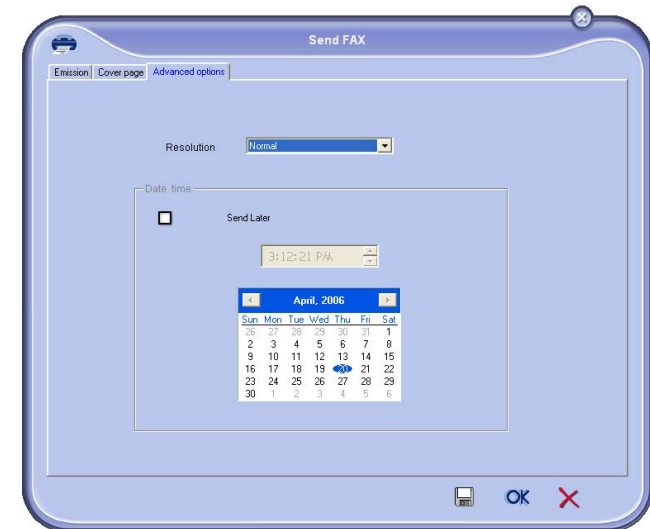 Send FAX
Emission Cover page Advanced options
Resolution Normal
Date time
Send Later
3:12:21 PM
April, 2006
Sun Mon Tue Wed Thu Fri Sat
26 27 28 29 30 31 1
2 3 4 5 6 7 8
9 10 11 12 13 14 15
16 17 18 19 20 21 22
23 24 25 26 27 28 29
30 1 2 3 4 5 6
OK